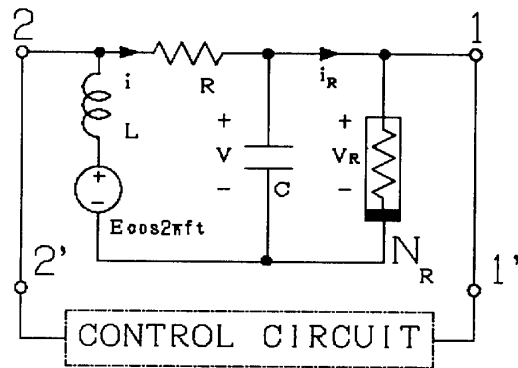 2
1
i
R
i_R
L
+
V
-
C
+
V_R
-
+
-
Ecos2πft
2'
N_R
1'
CONTROL CIRCUIT